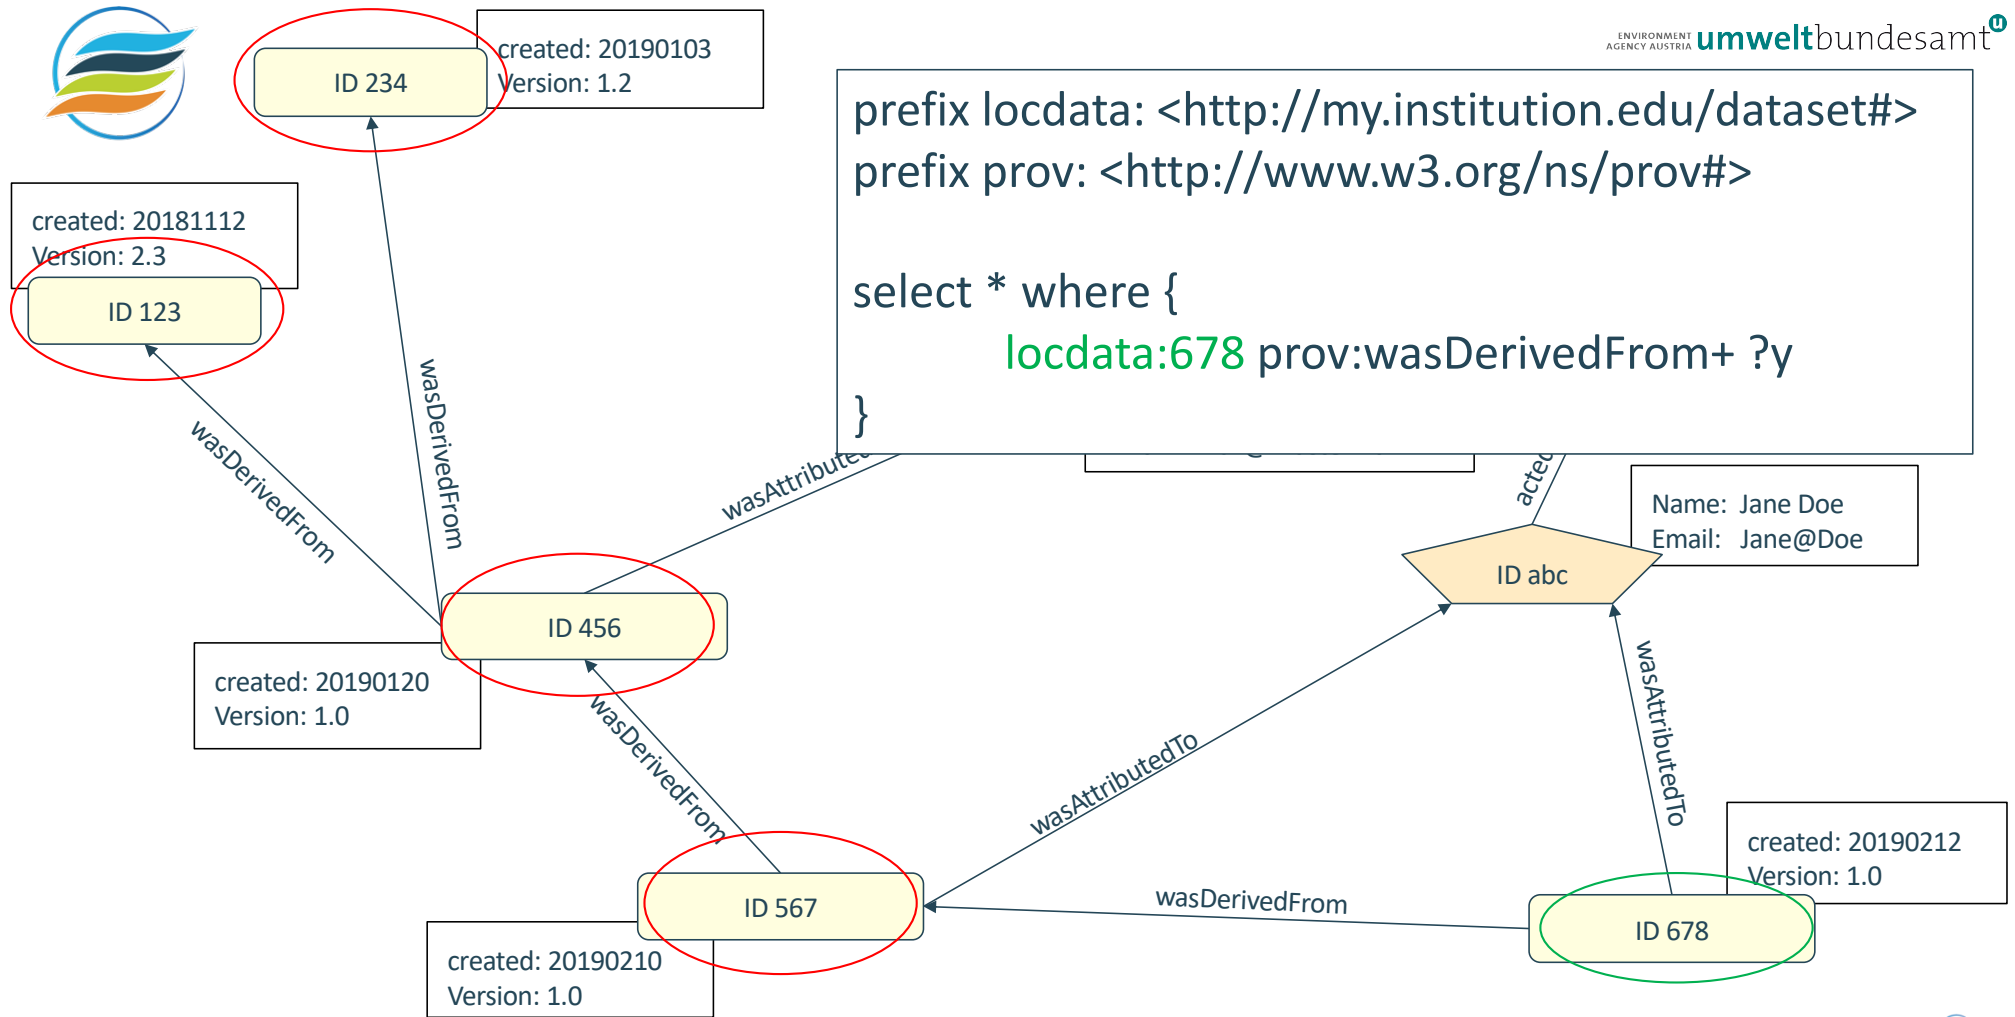 ENVIRONMENT
AGENCY AUSTRIA umweltbundesamt
created: 20190103
Version: 1.2
ID 234
prefix locdata: <http://my.institution.edu/dataset#>
prefix prov: <http://www.w3.org/ns/prov#>
select * where {
locdata:678 prov:wasDerivedFrom+ ?y
}
created: 20181112
Version: 2.3
ID 123
wasDerivedFrom
wasDerivedFrom
wasAttribute
acted
Name: Jane Doe
Email: Jane@Doe
ID abc
ID 456
created: 20190120
Version: 1.0
wasDerivedFrom
wasAttributedTo
wasAttributedTo
created: 20190212
Version: 1.0
ID 567
wasDerivedFrom
ID 678
created: 20190210
Version: 1.0